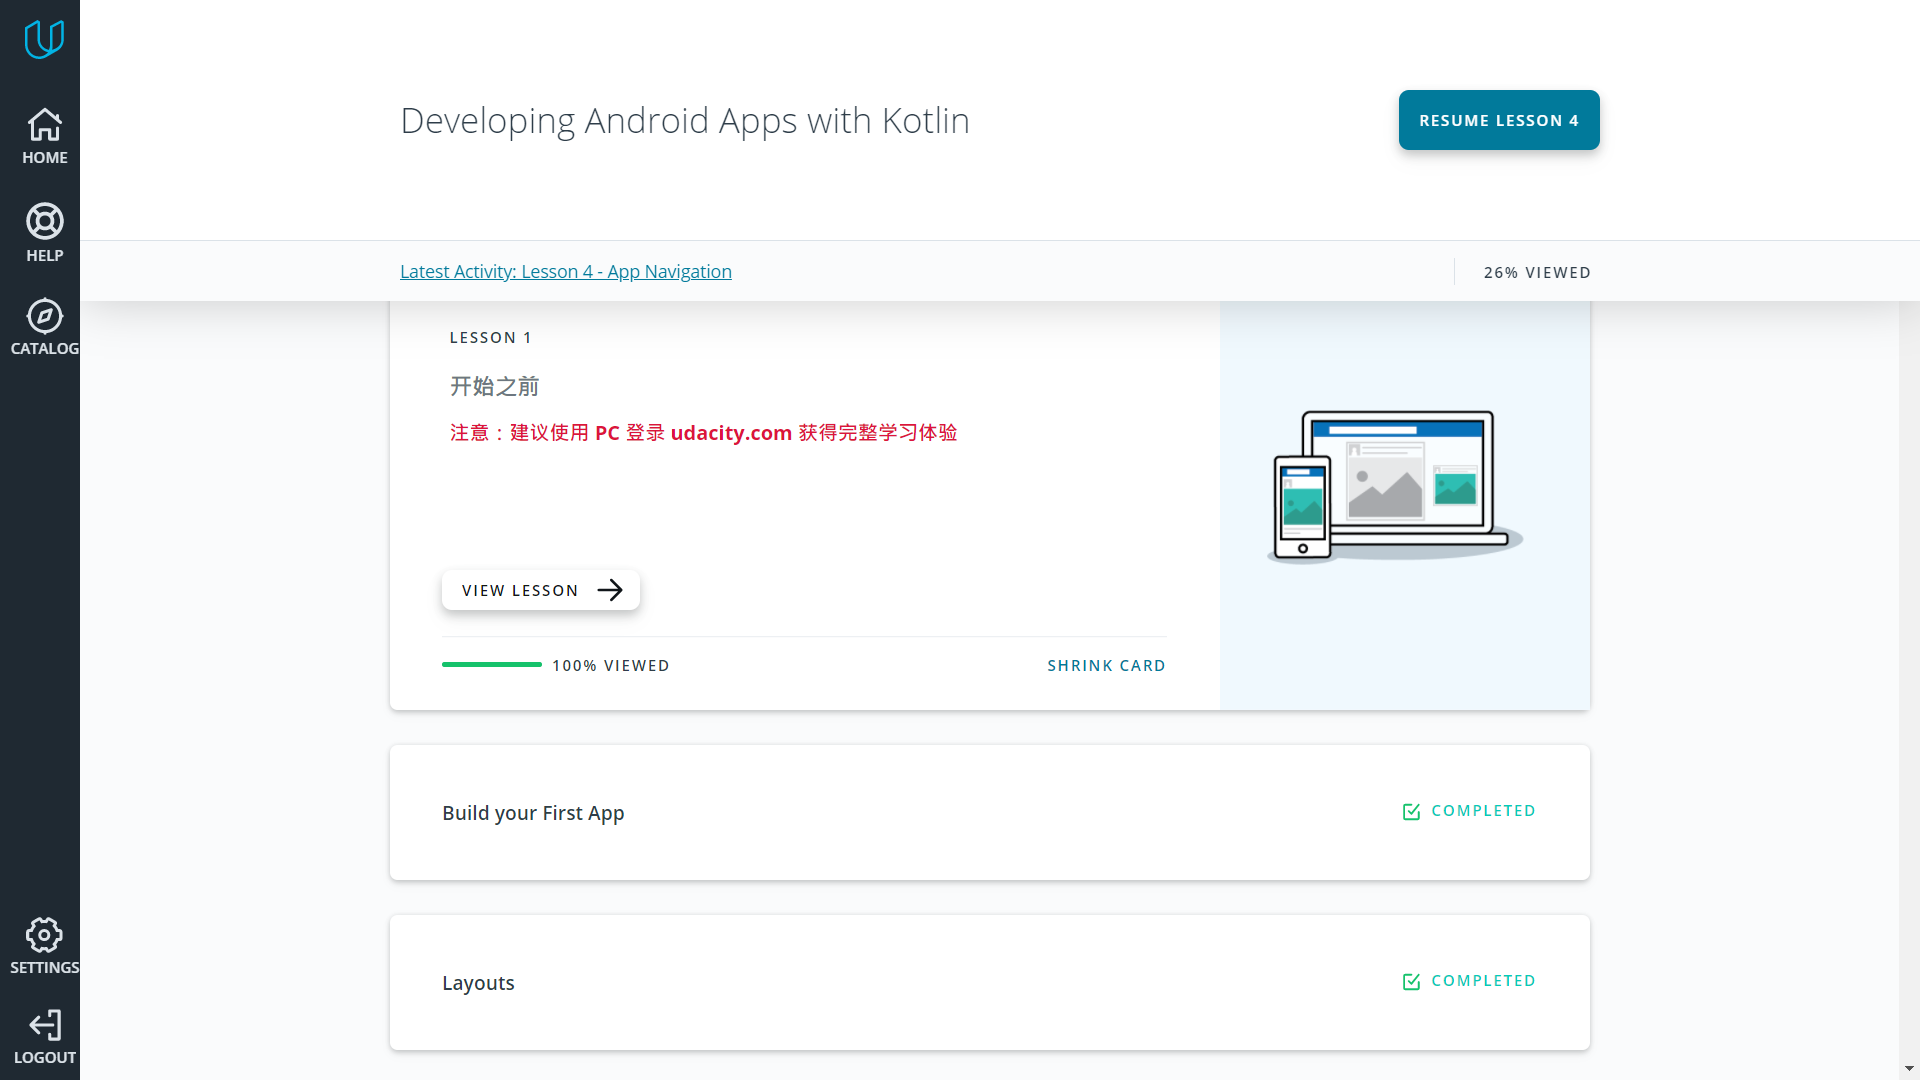 HOME
HELP
CATALOG
SETTINGS
LOGOUT
Developing Android Apps with Kotlin
RESUME LESSON 4
Latest Activity: Lesson 4 - App Navigation
26% VIEWED
LESSON 1
开始之前
注意：建议使用 PC 登录 udacity.com 获得完整学习体验
VIEW LESSON
100% VIEWED
SHRINK CARD
Build your First App
COMPLETED
Layouts
COMPLETED